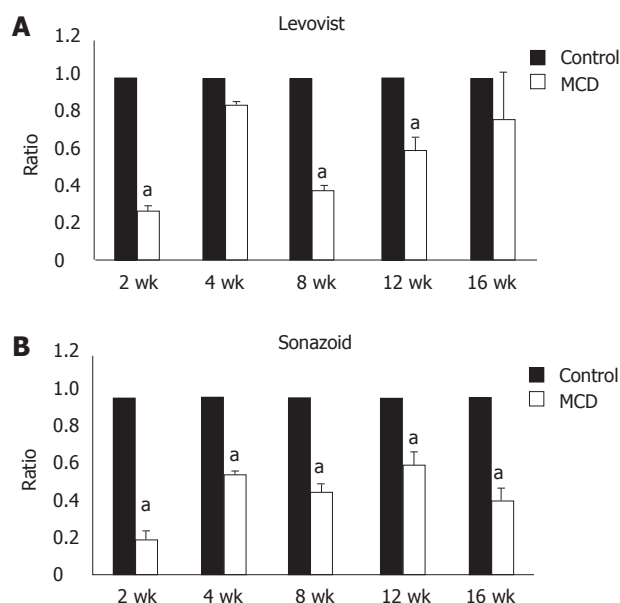 A
Levovist
1.2
1.0
0.8
0.6
0.4
0.2
0
Ratio
Control
MCD
a
a
a
2 wk 4 wk 8 wk 12 wk 16 wk
B
Sonazoid
1.2
1.0
0.8
0.6
0.4
0.2
0
Ratio
Control
MCD
a
a
a
a
a
2 wk 4 wk 8 wk 12 wk 16 wk